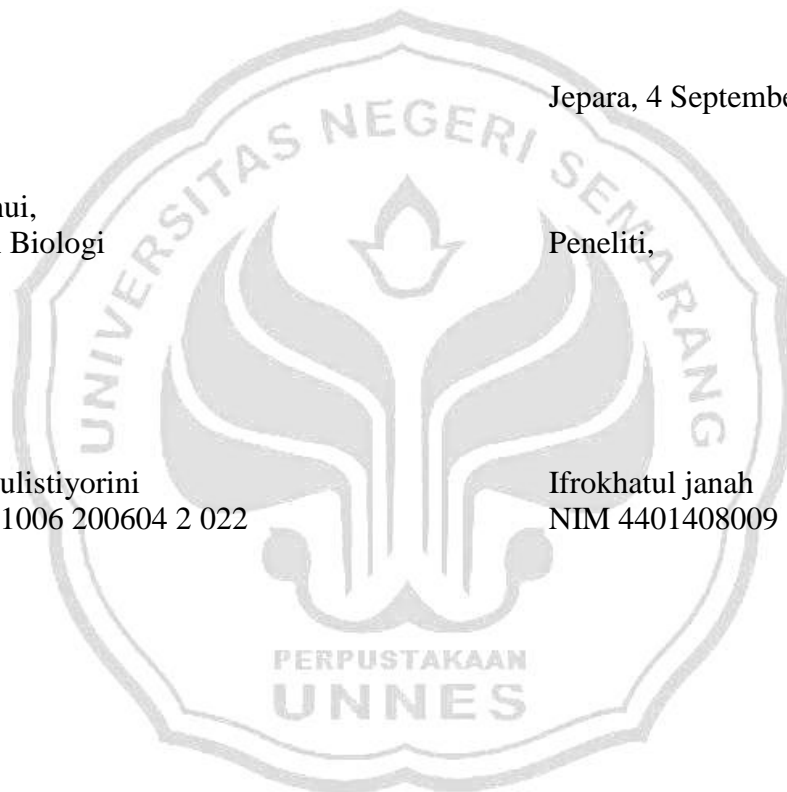 Jepara, 4 Septembe
ui,
Biologi
Peneliti,
ulistiyorini
1006 200604 2 022
Ifrokhatul janah
NIM 4401408009
UNIVERSITAS NEGERI SEMARANG
PERPUSTAKAAN
UNNES